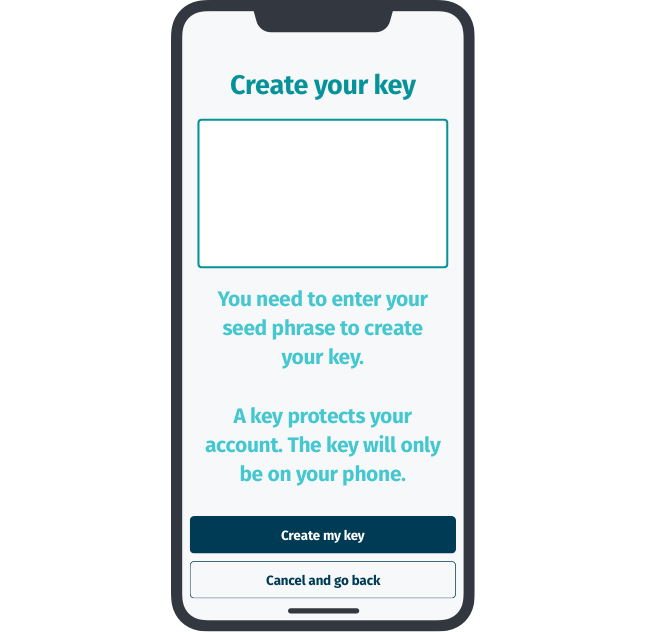 Create your key
You need to enter your
seed phrase to create
your key.
A key protects your
account. The key will only
be on your phone.
Create my key
Cancel and go back